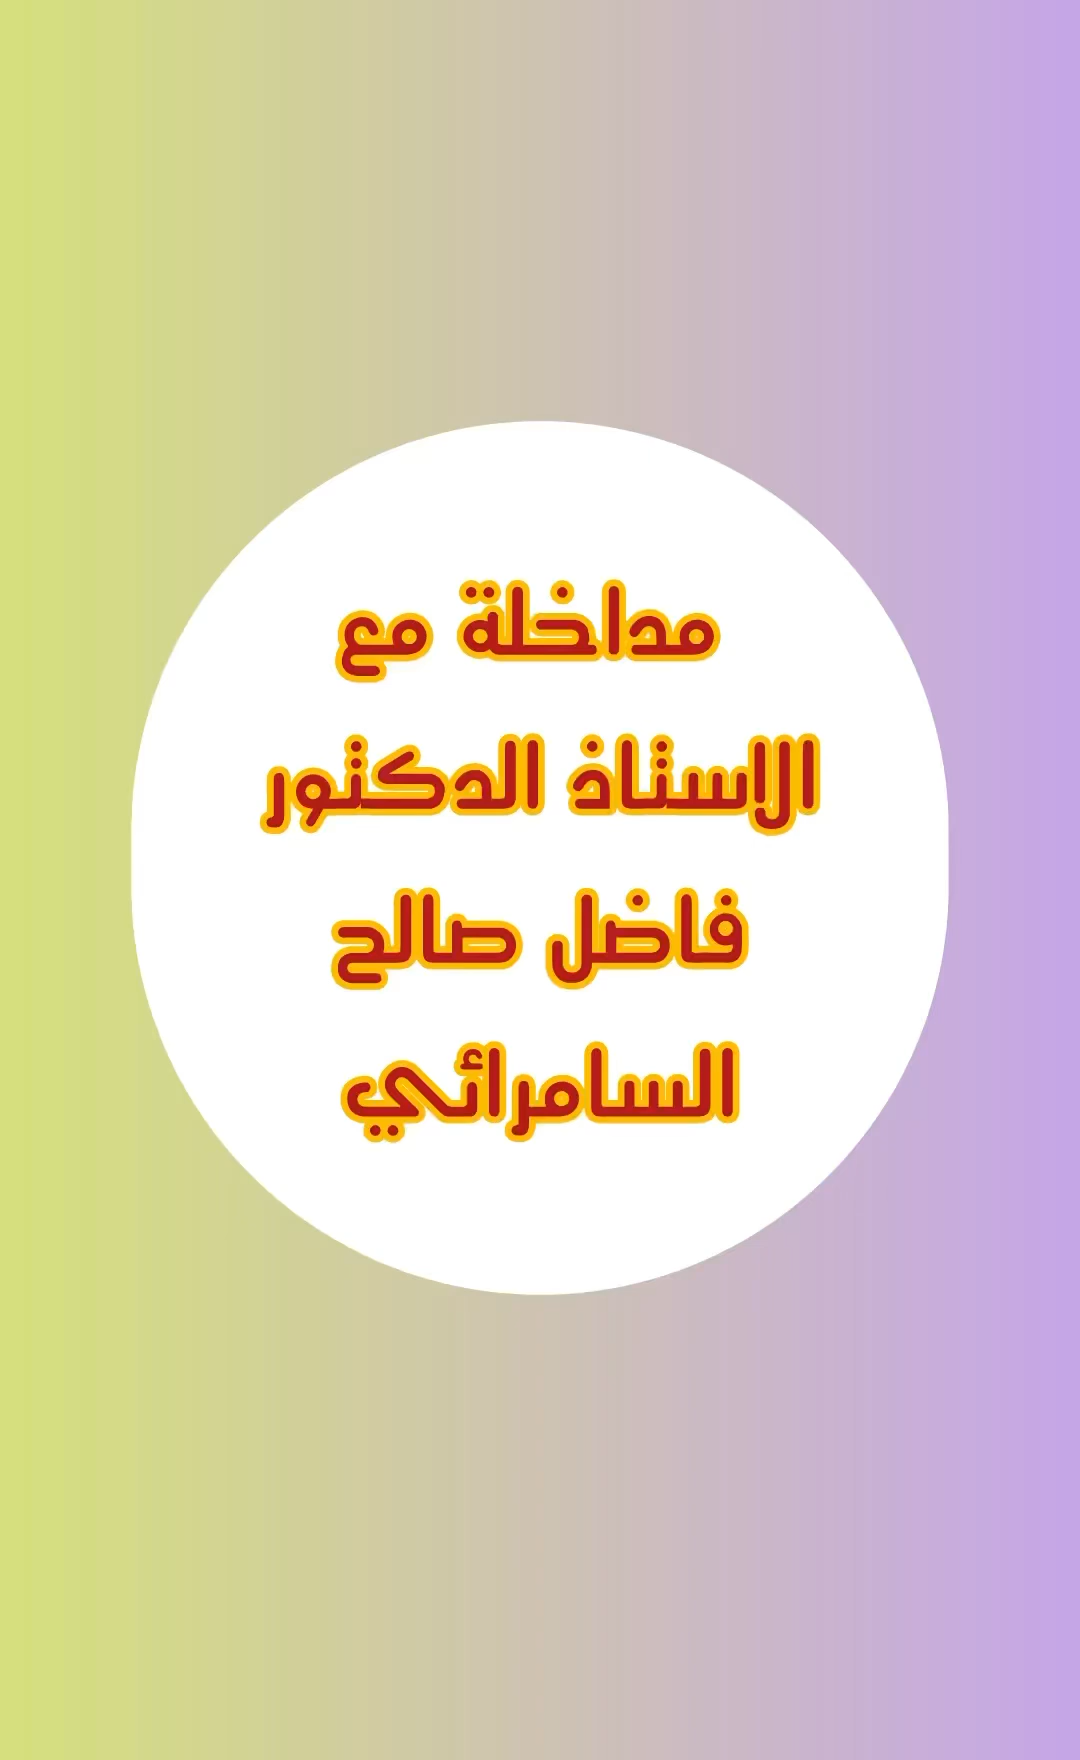 مداخلة مع
الاستاذ الدكتور
فاضل صالح
السامرائي